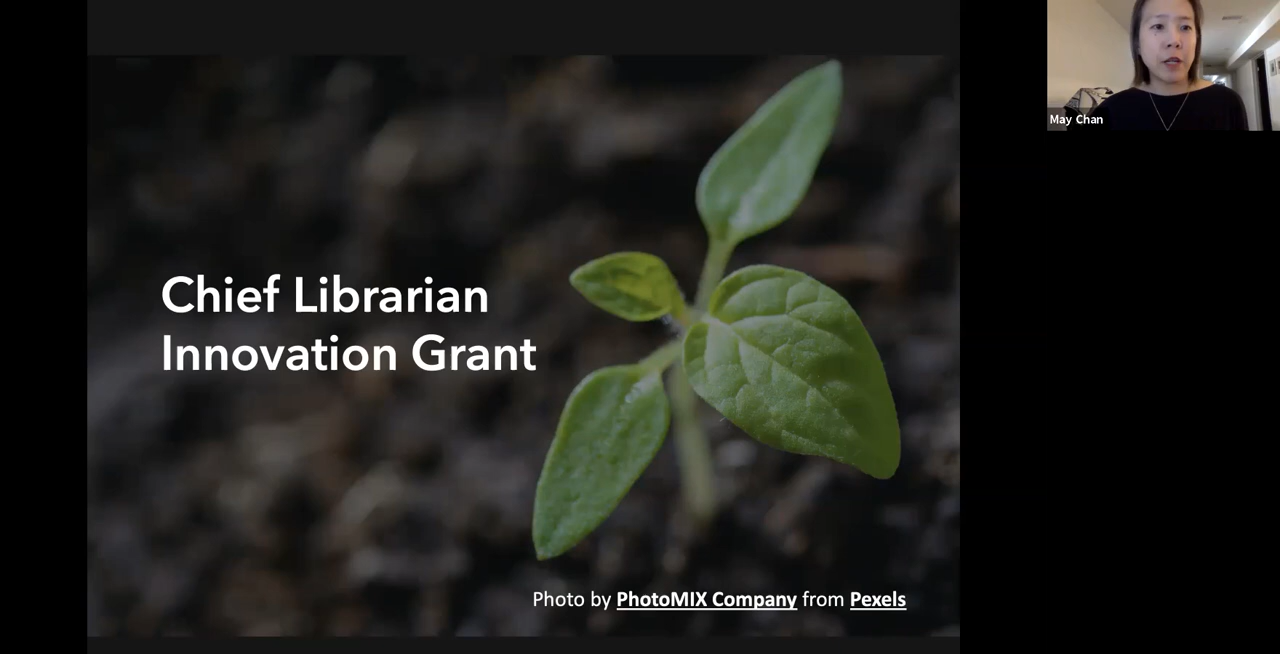 Chief Librarian
Innovation Grant
Photo by PhotoMIX Company from Pexels
May Chan